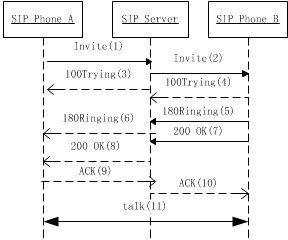 SIP Phone A
SIP Server
SIP Phone B
Invite(1)
Invite(2)
100Trying(3)
100Trying(4)
180Ringing(5)
180Ringing(6)
200 OK(7)
200 OK(8)
ACK(9)
ACK(10)
talk(11)